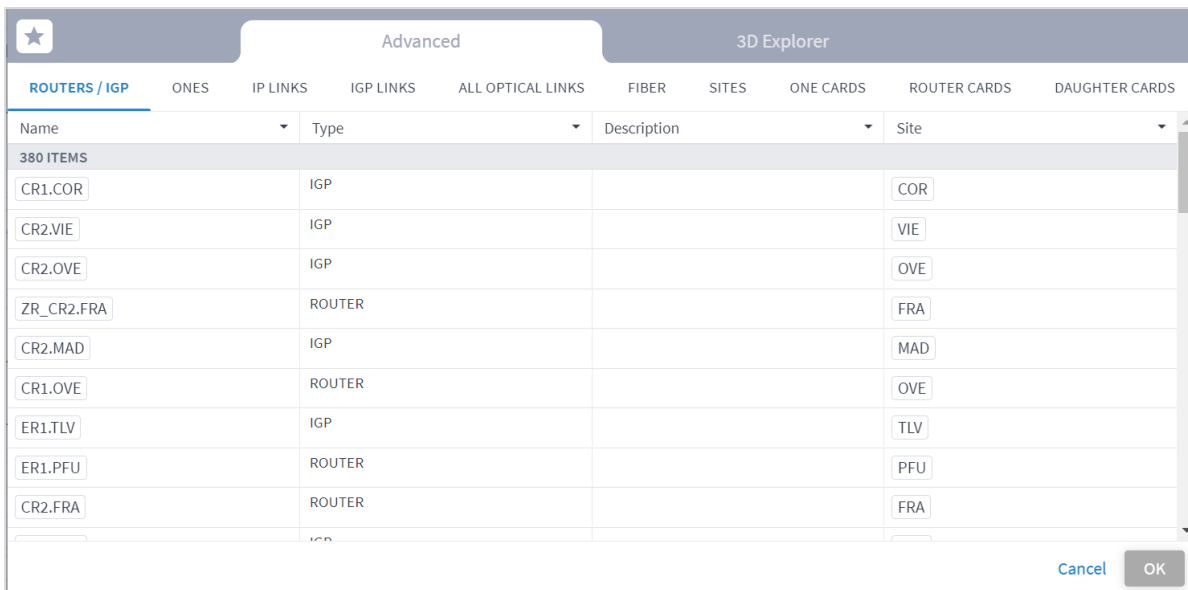 Advanced 3D Explorer
ROUTERS / IGP ONES IP LINKS IGP LINKS ALL OPTICAL LINKS FIBER SITES ONE CARDS ROUTER CARDS DAUGHTER CARDS
Name Type Description Site
380 ITEMS
CR1.COR IGP COR
CR2.VIE IGP VIE
CR2.OVE IGP OVE
ZR_CR2.FRA ROUTER FRA
CR2.MAD IGP MAD
CR1.OVE ROUTER OVE
ER1.TLV IGP TLV
ER1.PFU ROUTER PFU
CR2.FRA ROUTER FRA
Cancel OK